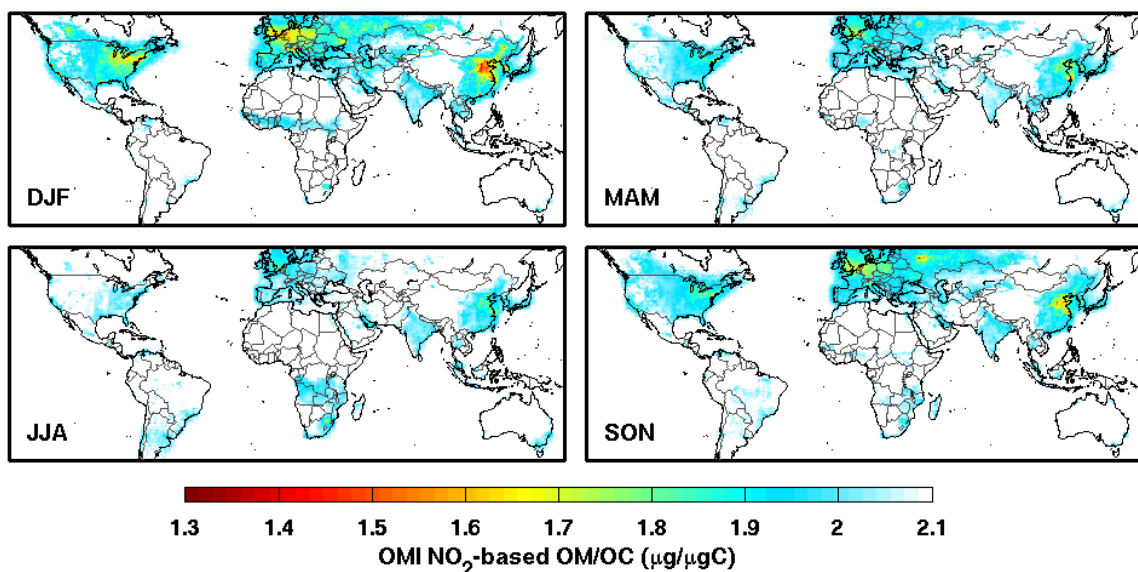 DJF
MAM
JJA
SON
1.3 1.4 1.5 1.6 1.7 1.8 1.9 2 2.1
OMI NO₂-based OM/OC (µg/µgC)